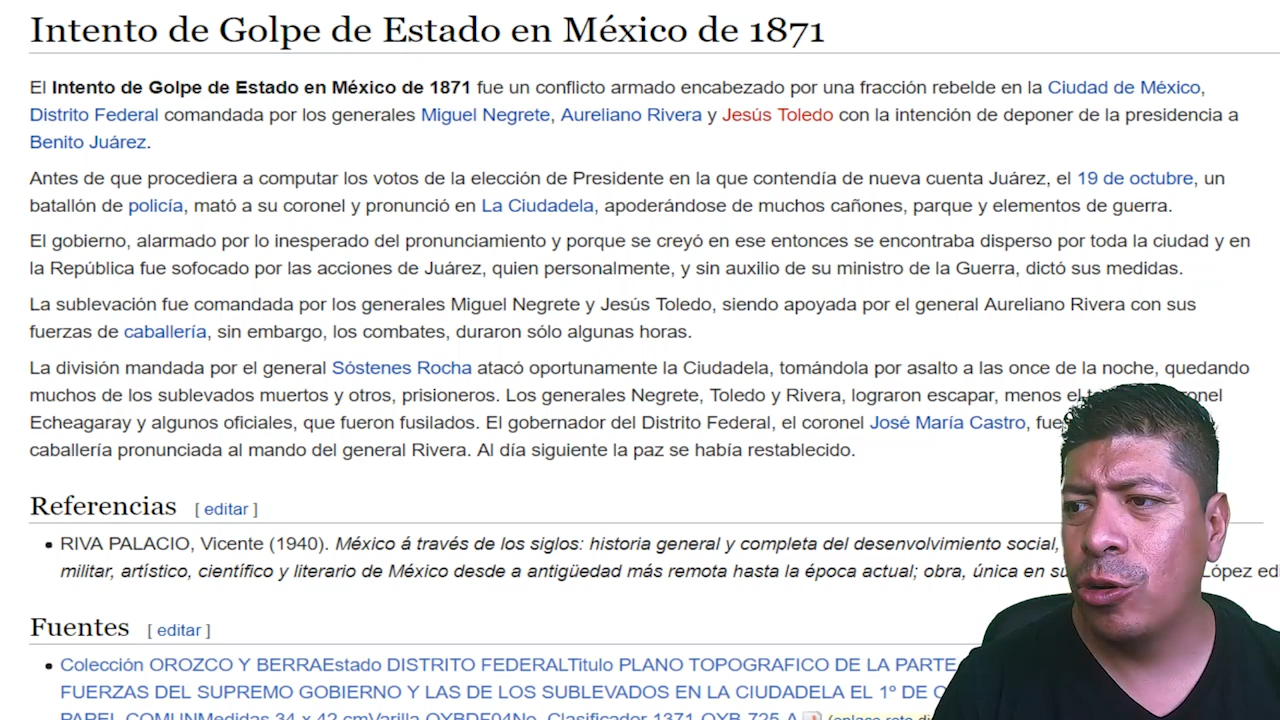 Intento de Golpe de Estado en México de 1871
El Intento de Golpe de Estado en México de 1871 fue un conflicto armado encabezado por una fracción rebelde en la Ciudad de México,
Distrito Federal comandada por los generales Miguel Negrete, Aureliano Rivera y Jesús Toledo con la intención de deponer de la presidencia a
Benito Juárez.
Antes de que procediera a computar los votos de la elección de Presidente en la que contendía de nueva cuenta Juárez, el 19 de octubre, un
batallón de policía, mató a su coronel y pronunció en La Ciudadela, apoderándose de muchos cañones, parque y elementos de guerra.
El gobierno, alarmado por lo inesperado del pronunciamiento y porque se creyó en ese entonces se encontraba disperso por toda la ciudad y en
la República fue sofocado por las acciones de Juárez, quien personalmente, y sin auxilio de su ministro de la Guerra, dictó sus medidas.
La sublevación fue comandada por los generales Miguel Negrete y Jesús Toledo, siendo apoyada por el general Aureliano Rivera con sus
fuerzas de caballería, sin embargo, los combates, duraron sólo algunas horas.
La división mandada por el general Sóstenes Rocha atacó oportunamente la Ciudadela, tomándola por asalto a las once de la noche, quedando
muchos de los sublevados muertos y otros, prisioneros. Los generales Negrete, Toledo y Rivera, lograron escapar, menos el
Echeagaray y algunos oficiales, que fueron fusilados. El gobernador del Distrito Federal, el coronel José María Castro,
caballería pronunciada al mando del general Rivera. Al día siguiente la paz se había restablecido.
Referencias [ editar ]
• RIVA PALACIO, Vicente (1940). México á través de los siglos: historia general y completa del desenvolvimiento social,
militar, artístico, científico y literario de México desde a antigüedad más remota hasta la época actual; obra, única en López
Fuentes [ editar ]
• Colección OROZCO Y BERRAEstado DISTRITO FEDERALTitulo PLANO TOPOGRAFICO DE LA PARTE
FUERZAS DEL SUPREMO GOBIERNO Y LAS DE LOS SUBLEVADOS EN LA CIUDADELA EL 1º DE